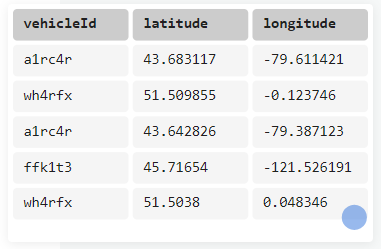 vehicleId latitude longitude
a1rc4r 43.683117 -79.611421
wh4rfx 51.509855 -0.123746
a1rc4r 43.642826 -79.387123
ffk1t3 45.71654 -121.526191
wh4rfx 51.5038 0.048346